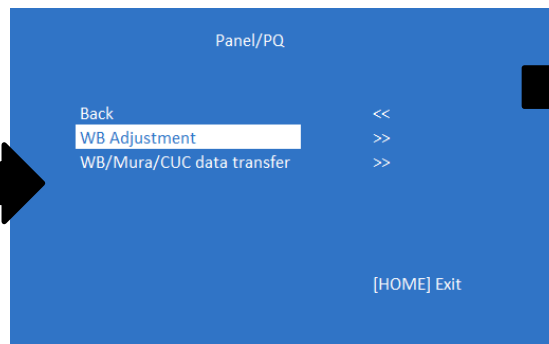 Panel/PQ
Back <<
WB Adjustment >>
WB/Mura/CUC data transfer >>
[HOME] Exit